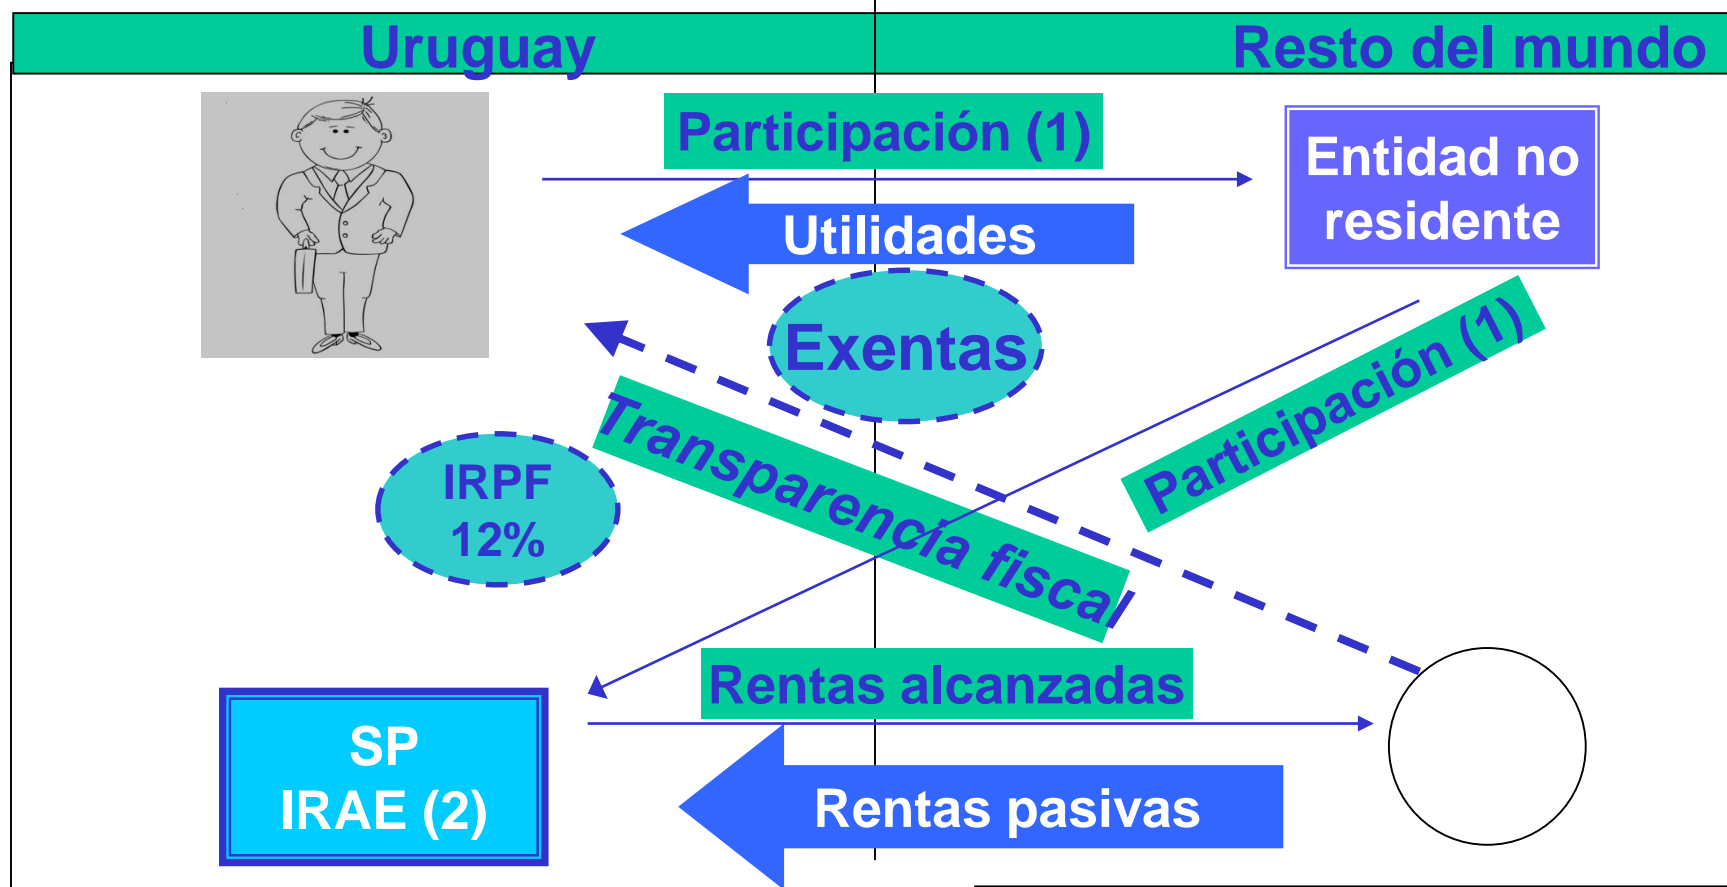 Uruguay
Resto del mundo
Participación (1)
Entidad no
residente
Utilidades
Exentas
Participación (1)
Transparencia fiscal
IRPF
12%
Rentas alcanzadas
SP
IRAE (2)
Rentas pasivas